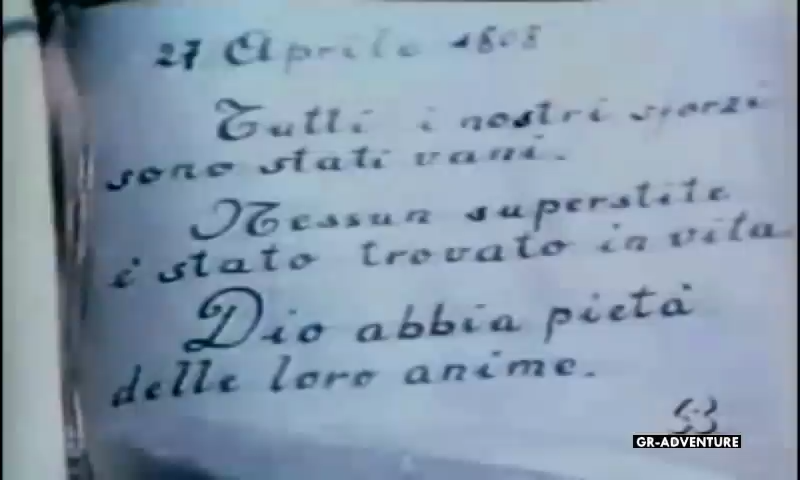 27 Aprile 1808
Tutti i nostri sforzi
sono stati vani.
Nessun superstite
è stato trovato in vita.
Dio abbia pietà
delle loro anime.
53
GR-ADVENTURE